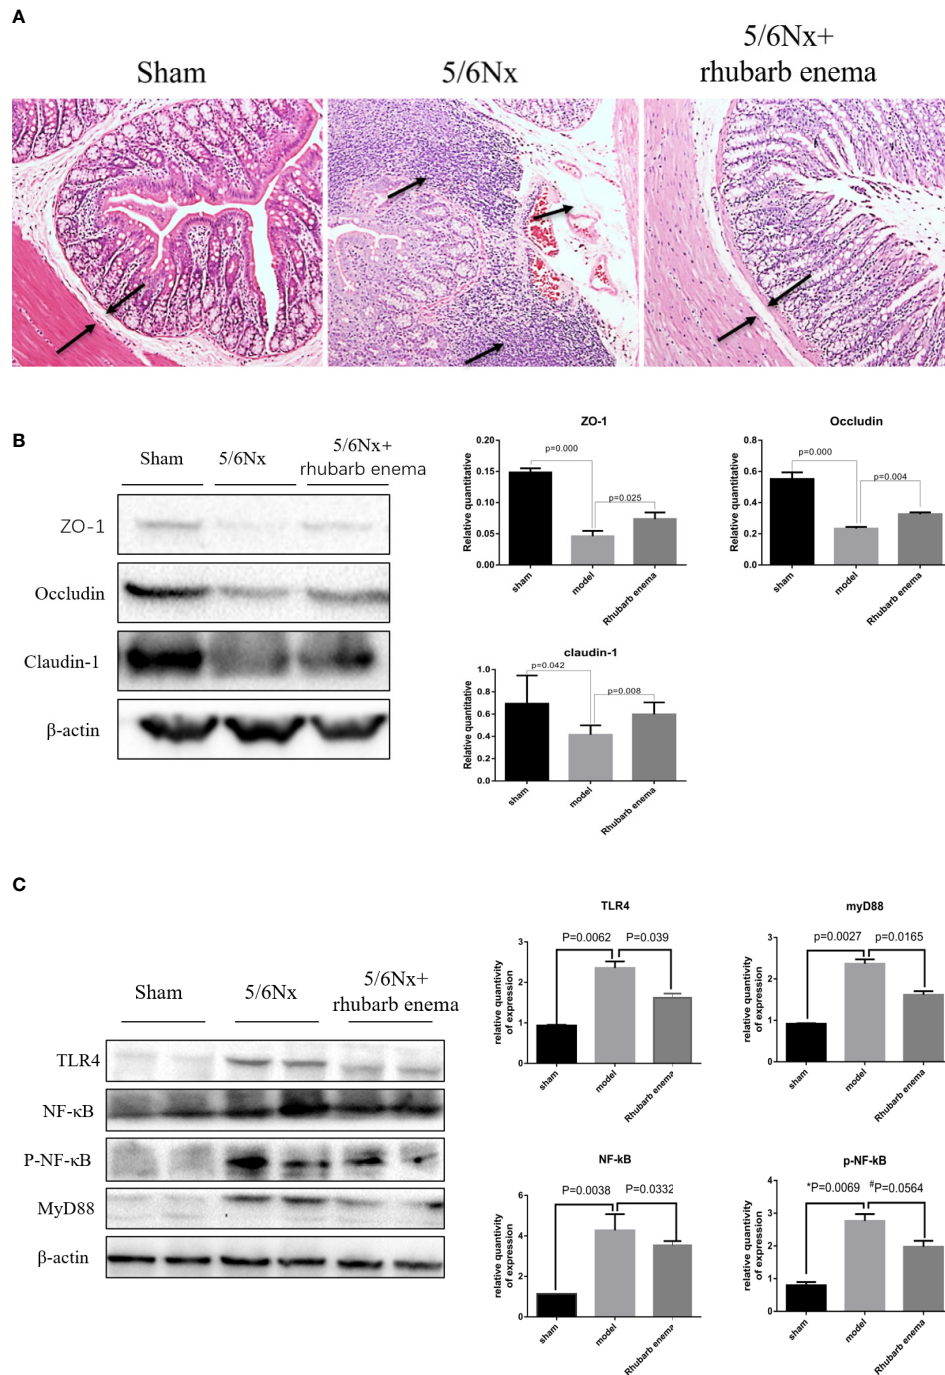 A
Sham
5/6Nx
5/6Nx+
rhubarb enema
B
Sham
5/6Nx
5/6Nx+
rhubarb enema
ZO-1
Occludin
Claudin-1
β-actin
ZO-1
Relative quantitative
0.20
0.15
0.10
0.05
0.00
p=0.000
p=0.025
sham
model
Rhubarb enema
Occludin
Relative quantitative
0.8
0.6
0.4
0.2
0.0
p=0.000
p=0.004
sham
model
Rhubarb enema
claudin-1
Relative quantitative
1.0
0.8
0.6
0.4
0.2
0.0
p=0.042
p=0.008
sham
model
Rhubarb enema
C
Sham
5/6Nx
5/6Nx+
rhubarb enema
TLR4
NF-κB
P-NF-κB
MyD88
β-actin
TLR4
relative quantivity
of expression
3
2
1
0
P=0.0062
P=0.039
sham
model
Rhubarb enema
myD88
relative quantivity
of expression
3
2
1
0
p=0.0027
p=0.0165
sham
model
Rhubarb enema
NF-kB
relative quantivity
of expression
6
4
2
0
P=0.0038
P=0.0332
sham
model
Rhubarb enema
p-NF-kB
relative quantivity
of expression
4
3
2
1
0
*P=0.0069
#P=0.0564
sham
model
Rhubarb enema